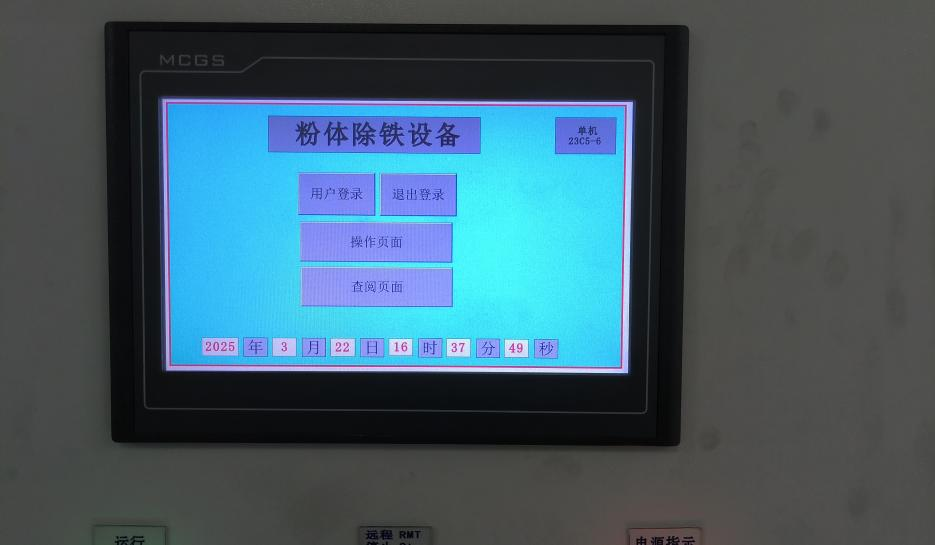 MCGS
粉体除铁设备
单机
23C5-6
用户登录 退出登录
操作页面
查阅页面
2025 年 3 月 22 日 16 时 37 分 49 秒
运行 远程 RMT 电源指示